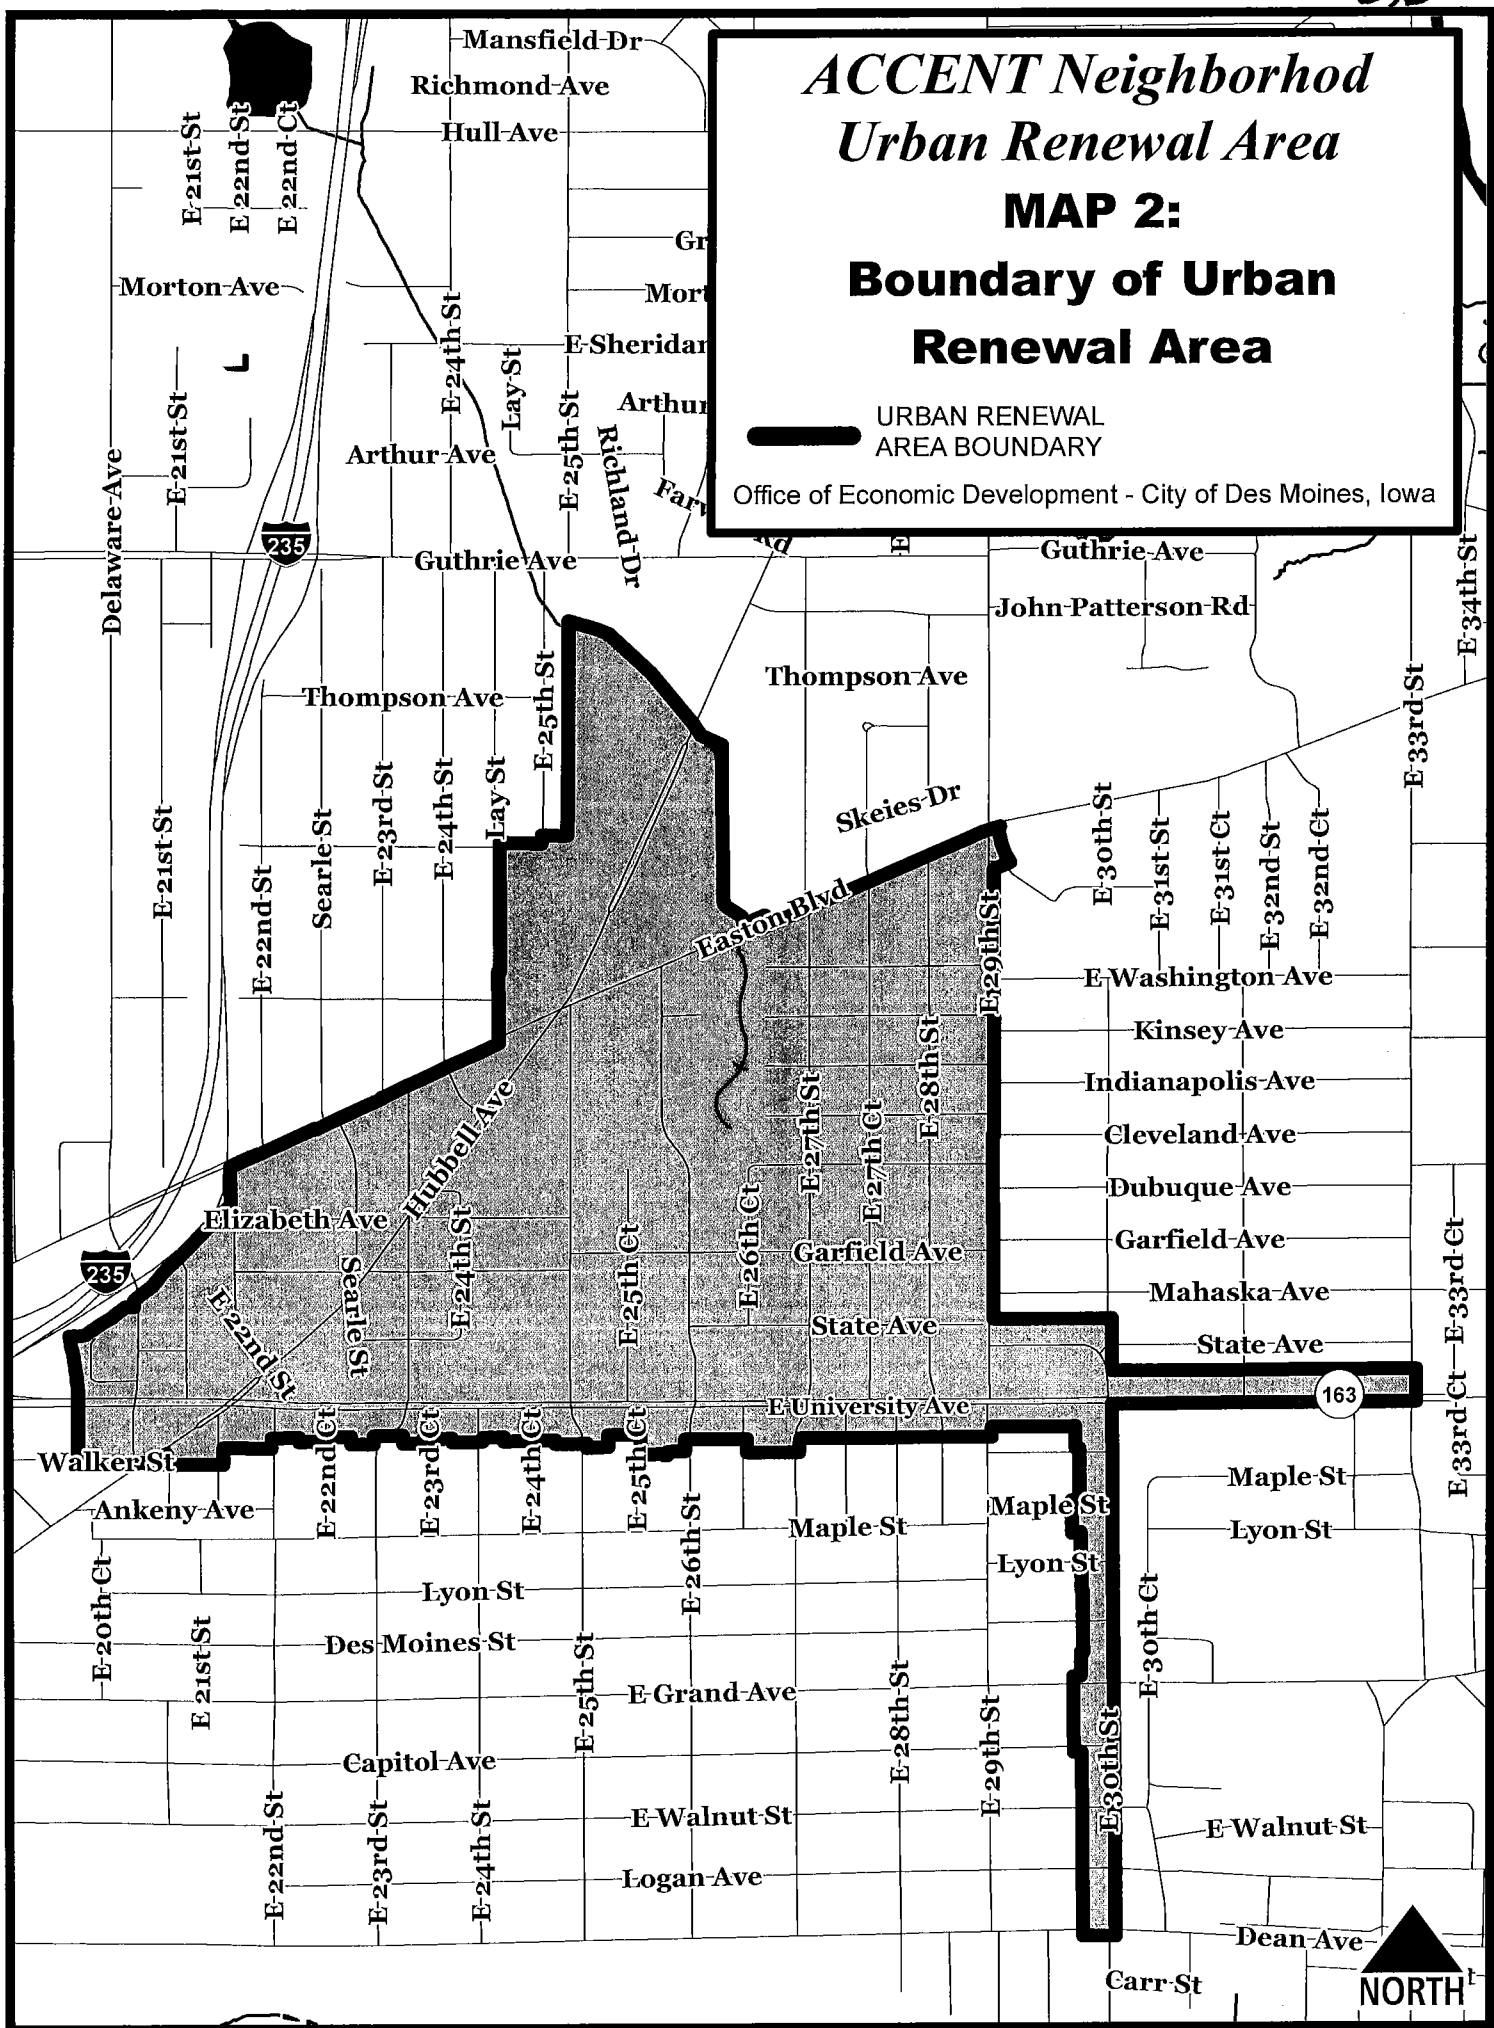 ACCENT Neighborhod
Urban Renewal Area
MAP 2:
Boundary of Urban
Renewal Area
URBAN RENEWAL
AREA BOUNDARY
Office of Economic Development - City of Des Moines, Iowa
Mansfield Dr
Richmond Ave
Hull Ave
E 21st St
E 22nd St
E 22nd Ct
Morton Ave
E 24th St
Lay St
E 25th St
E 21st St
Arthur Ave
Richland Dr
Delaware Ave
235
Guthrie Ave
Rd
Guthrie Ave
John Patterson Rd
E 34th St
Thompson Ave
E 25th St
Thompson Ave
E 33rd St
E 21st St
E 22nd St
Searle St
E 23rd St
E 24th St
Lay St
Skeies Dr
E 30th St
E 31st St
E 31st Ct
E 32nd St
E 32nd Ct
Easton Blvd
E 29th St
E Washington Ave
Kinsey Ave
Indianapolis Ave
Cleveland Ave
Dubuque Ave
Garfield Ave
Mahaska Ave
State Ave
E 33rd Ct
E 33rd Ct
163
Hubbell Ave
E 27th St
E 27th Ct
E 28th St
Elizabeth Ave
235
E 22nd St
Searle St
E 24th St
E 25th Ct
E 26th Ct
Garfield Ave
State Ave
E University Ave
Walker St
E 22nd Ct
E 23rd Ct
E 24th Ct
E 25th Ct
Ankeny Ave
Maple St
Maple St
Maple St
Lyon St
Lyon St
Lyon St
E 20th Ct
E 21st St
E 26th St
Des Moines St
E 25th St
E Grand Ave
E 28th St
E 29th St
E 30th St
E 30th Ct
Capitol Ave
E Walnut St
E Walnut St
E 22nd St
E 23rd St
E 24th St
Logan Ave
Dean Ave
Carr St
NORTH